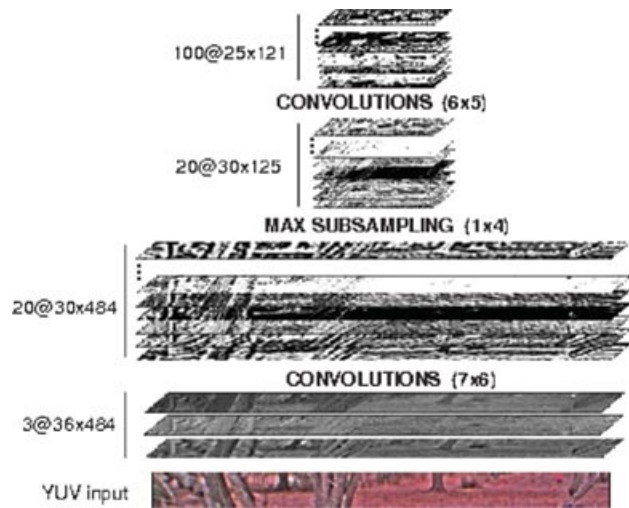 100@25x121
CONVOLUTIONS (6x5)
20@30x125
MAX SUBSAMPLING (1x4)
20@30x484
CONVOLUTIONS (7x6)
3@36x484
YUV input